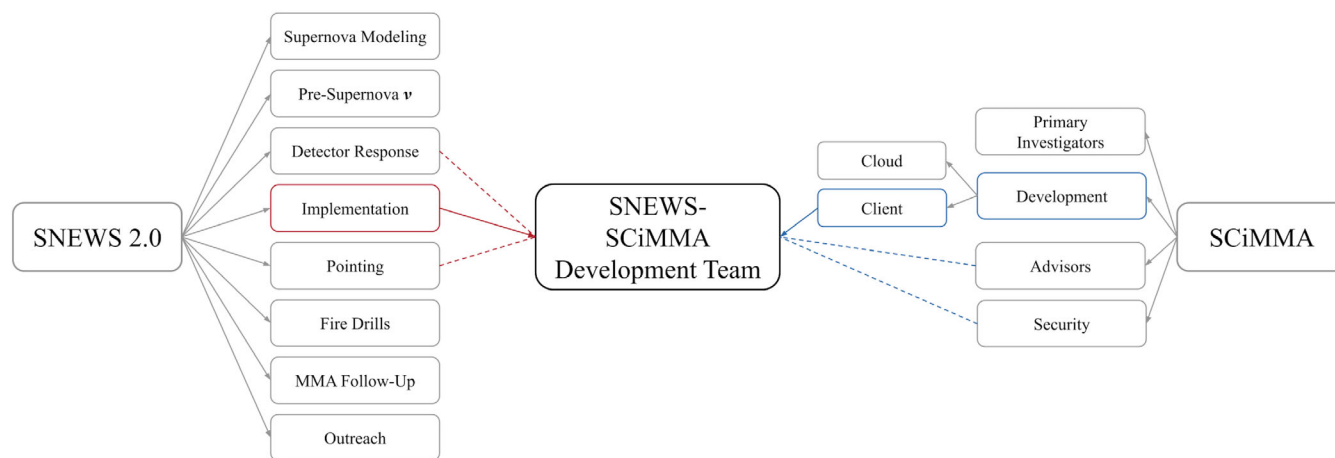 SNEWS 2.0
Supernova Modeling
Pre-Supernova ν
Detector Response
Implementation
Pointing
Fire Drills
MMA Follow-Up
Outreach
SNEWS-
SCiMMA
Development Team
Cloud
Client
Primary
Investigators
Development
Advisors
Security
SCiMMA